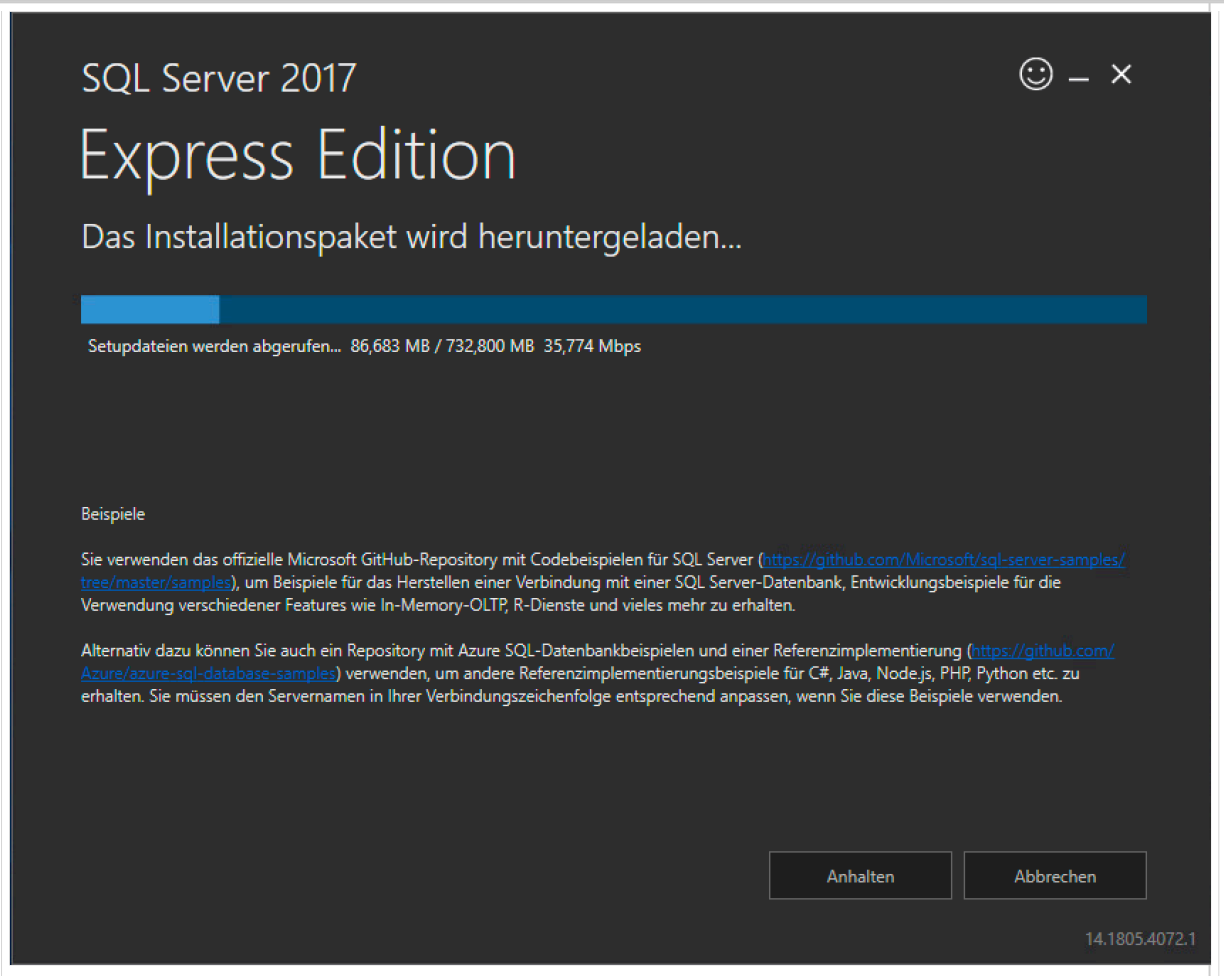 SQL Server 2017
Express Edition
Das Installationspaket wird heruntergeladen...
Setupdateien werden abgerufen... 86,683 MB / 732,800 MB 35,774 Mbps
Beispiele
Sie verwenden das offizielle Microsoft GitHub-Repository mit Codebeispielen für SQL Server (https://github.com/Microsoft/sql-server-samples/
tree/master/samples), um Beispiele für das Herstellen einer Verbindung mit einer SQL Server-Datenbank, Entwicklungsbeispiele für die
Verwendung verschiedener Features wie In-Memory-OLTP, R-Dienste und vieles mehr zu erhalten.
Alternativ dazu können Sie auch ein Repository mit Azure SQL-Datenbankbeispielen und einer Referenzimplementierung (https://github.com/
Azure/azure-sql-database-samples) verwenden, um andere Referenzimplementierungsbeispiele für C#, Java, Node.js, PHP, Python etc. zu
erhalten. Sie müssen den Servernamen in Ihrer Verbindungszeichenfolge entsprechend anpassen, wenn Sie diese Beispiele verwenden.
Anhalten
Abbrechen
14.1805.4072.1